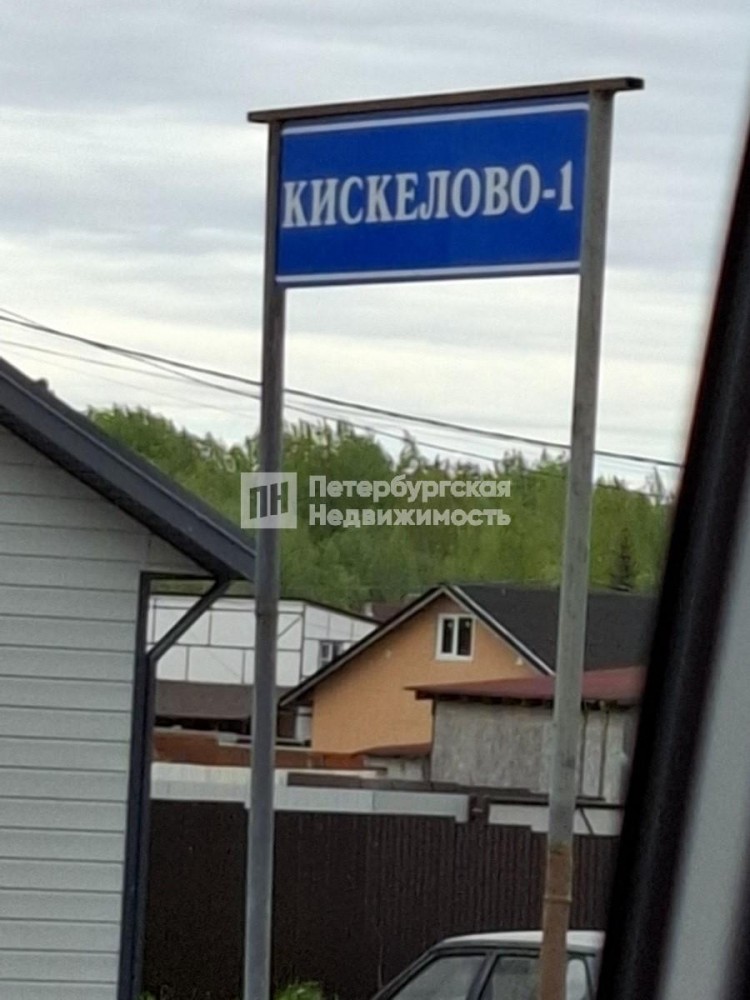 КИСКЕЛОВО-1
ПН Петербургская
Недвижимость